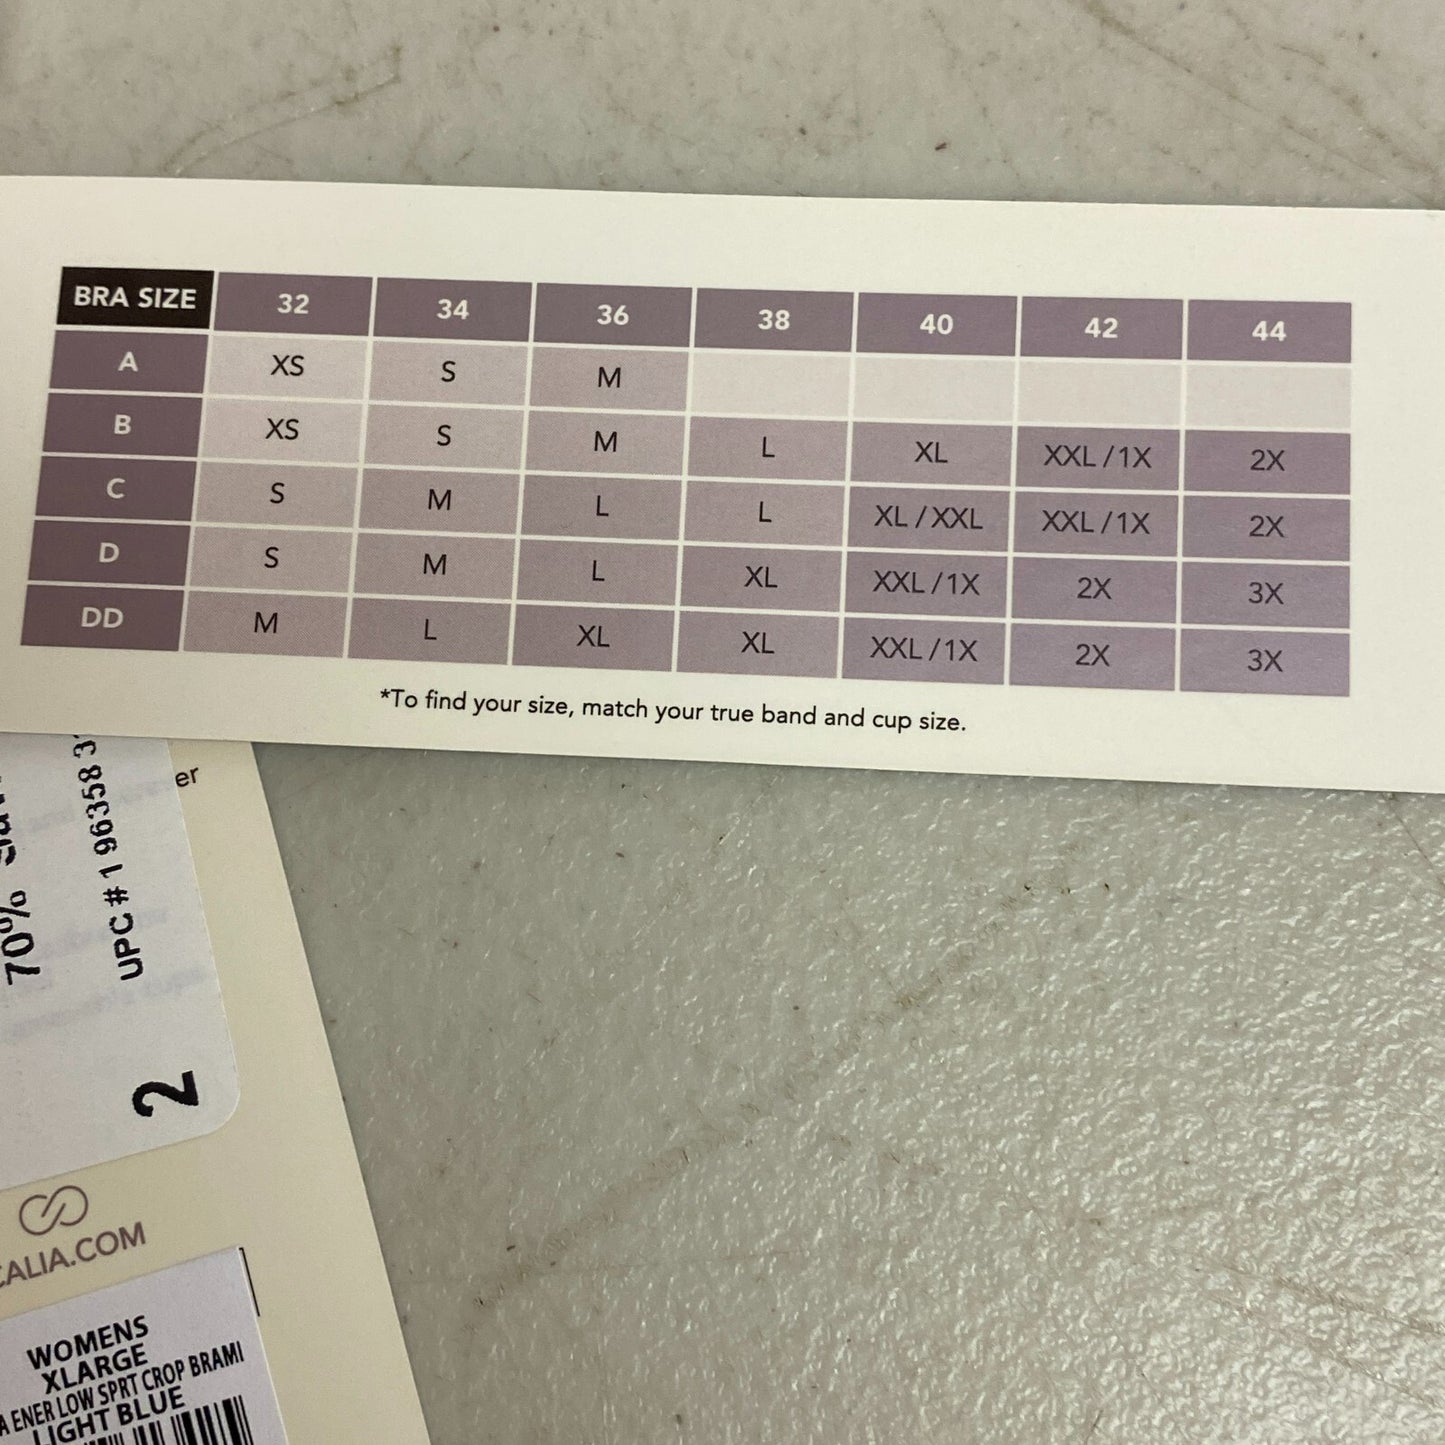 BRA SIZE 32 34 36 38 40 42 44
A XS S M
B XS S M L XL XXL/1X 2X
C S M L L XL/XXL XXL/1X 2X
D S M L XL XXL/1X 2X 3X
DD M L XL XL XXL/1X 2X 3X
*To find your size, match your true band and cup size.
er
70%
UPC # 1 96358
2
CALIA.COM
WOMENS
XLARGE
A ENER LOW SPRT CROP BRAMI
LIGHT BLUE